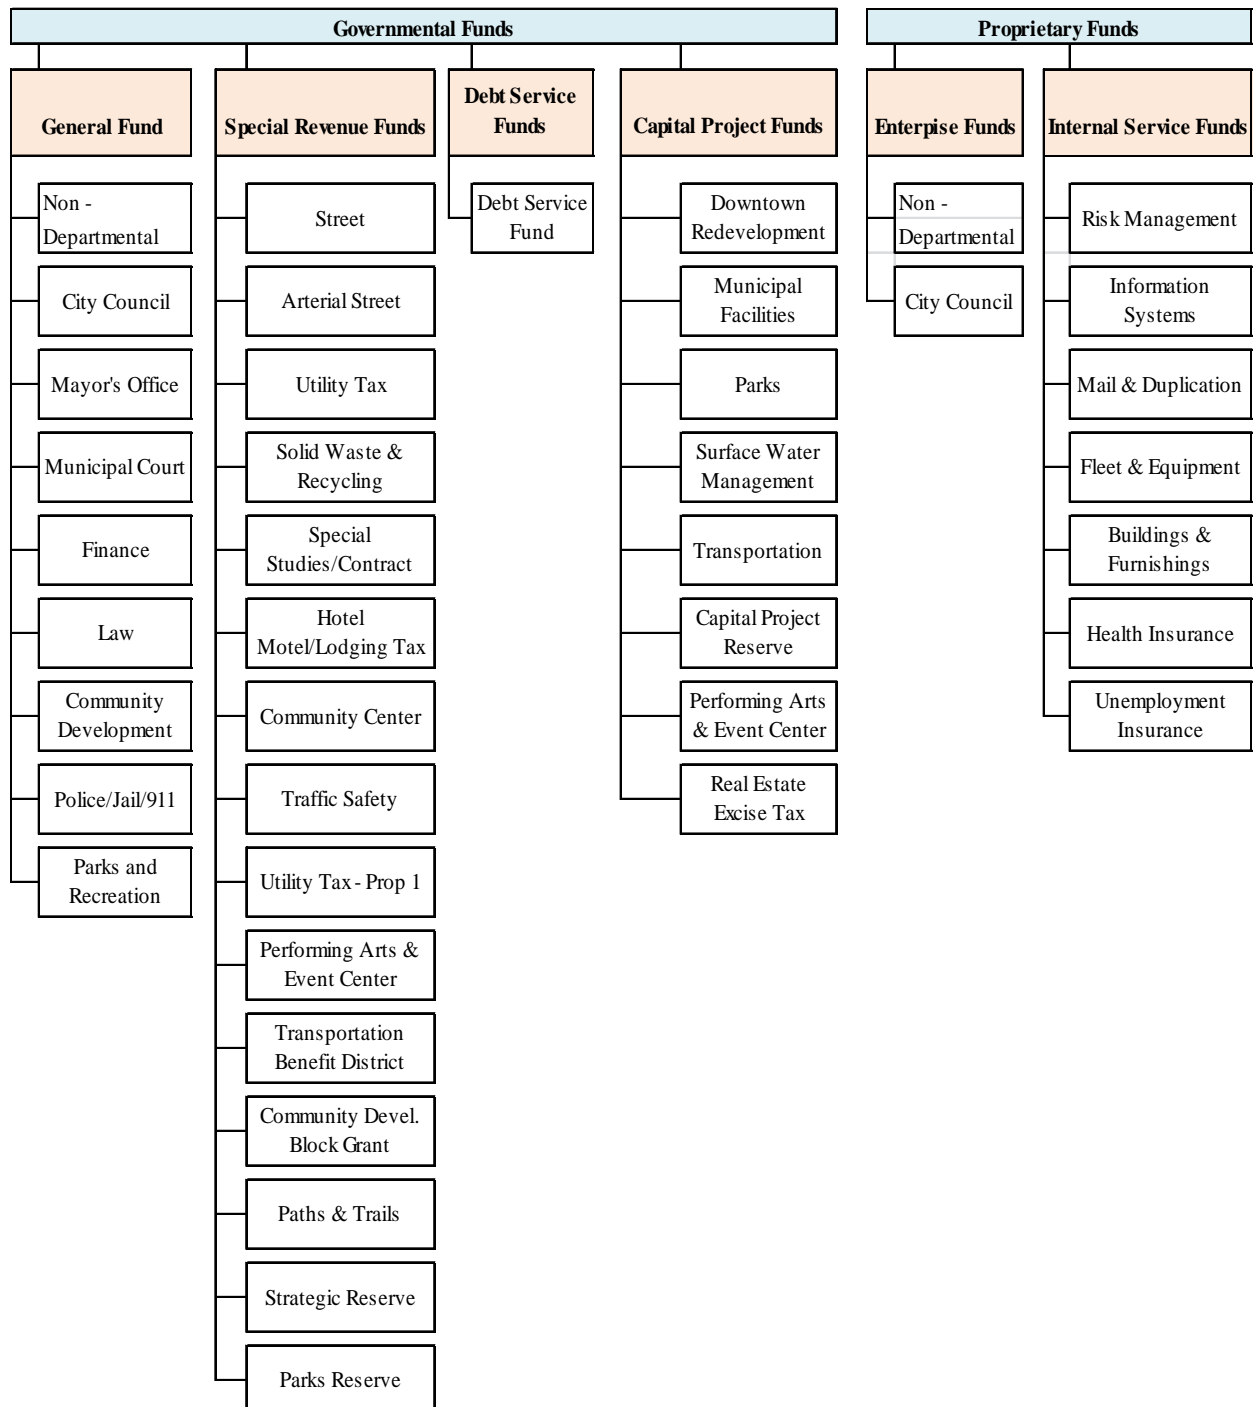 Governmental Funds
Proprietary Funds
General Fund
Special Revenue Funds
Debt Service
Funds
Capital Project Funds
Enterpise Funds
Internal Service Funds
Non -
Departmental
City Council
Mayor's Office
Municipal Court
Finance
Law
Community
Development
Police/Jail/911
Parks and
Recreation
Street
Arterial Street
Utility Tax
Solid Waste &
Recycling
Special
Studies/Contract
Hotel
Motel/Lodging Tax
Community Center
Traffic Safety
Utility Tax - Prop 1
Performing Arts &
Event Center
Transportation
Benefit District
Community Devel.
Block Grant
Paths & Trails
Strategic Reserve
Parks Reserve
Debt Service
Fund
Downtown
Redevelopment
Municipal
Facilities
Parks
Surface Water
Management
Transportation
Capital Project
Reserve
Performing Arts
& Event Center
Real Estate
Excise Tax
Non -
Departmental
City Council
Risk Management
Information
Systems
Mail & Duplication
Fleet & Equipment
Buildings &
Furnishings
Health Insurance
Unemployment
Insurance